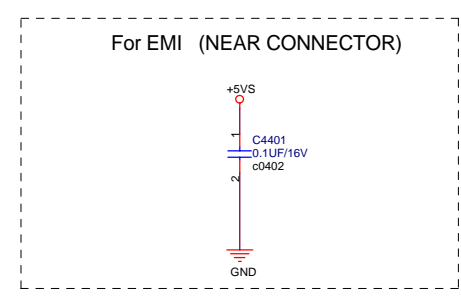 For EMI (NEAR CONNECTOR)
+5VS
1
C4401
0.1UF/16V
c0402
2
GND